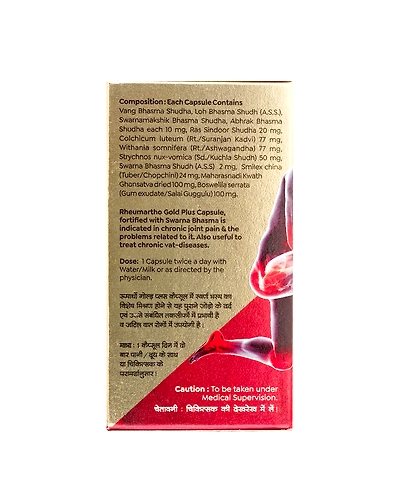 Composition : Each Capsule Contains
Vang Bhasma Shudha, Loh Bhasma Shudh (A.S.S),
Swarnamakshik Bhasma Shudha, Abhrak Bhasma
Shudha each 10 mg, Ras Sindoor Shudha 20 mg,
Colchicum luteum (Rt./Suranjan Kadvi) 77 mg,
Withania somnifera (Rt./Ashwagandha) 77 mg,
Strychnos nux-vomica (Sd./Kuchla Shudh) 50 mg,
Swarna Bhasma Shudh (A.S.S) 2 mg, Smilex china
(Tuber/Chopchini) 24 mg, Maharasnadi Kwath
Ghansatva dried 100 mg, Boswellia serrata
(Gum exudate/Salai Guggulu) 100 mg.
Rheumartho Gold Plus Capsule,
fortified with Swarna Bhasma is
indicated in chronic joint pain & the
problems related to it. Also useful to
treat chronic vat-diseases.
Dose: 1 Capsule twice a day with
Water/Milk or as directed by the
physician.
रूमार्थो गोल्ड प्लस कैप्सूल में स्वर्ण भस्म का
विशेष मिश्रण होने से यह पुराने जोड़ो के दर्द
एवं उनसे संबंधित तकलीफों में प्रभावी है
व जटिल वात रोगों में उपयोगी है।
मात्रा : 1 कैप्सूल दिन में दो
बार पानी / दूध के साथ
या चिकित्सक के
परामर्शानुसार।
Caution : To be taken under
Medical Supervision.
चेतावनी : चिकित्सक की देखरेख में लें।